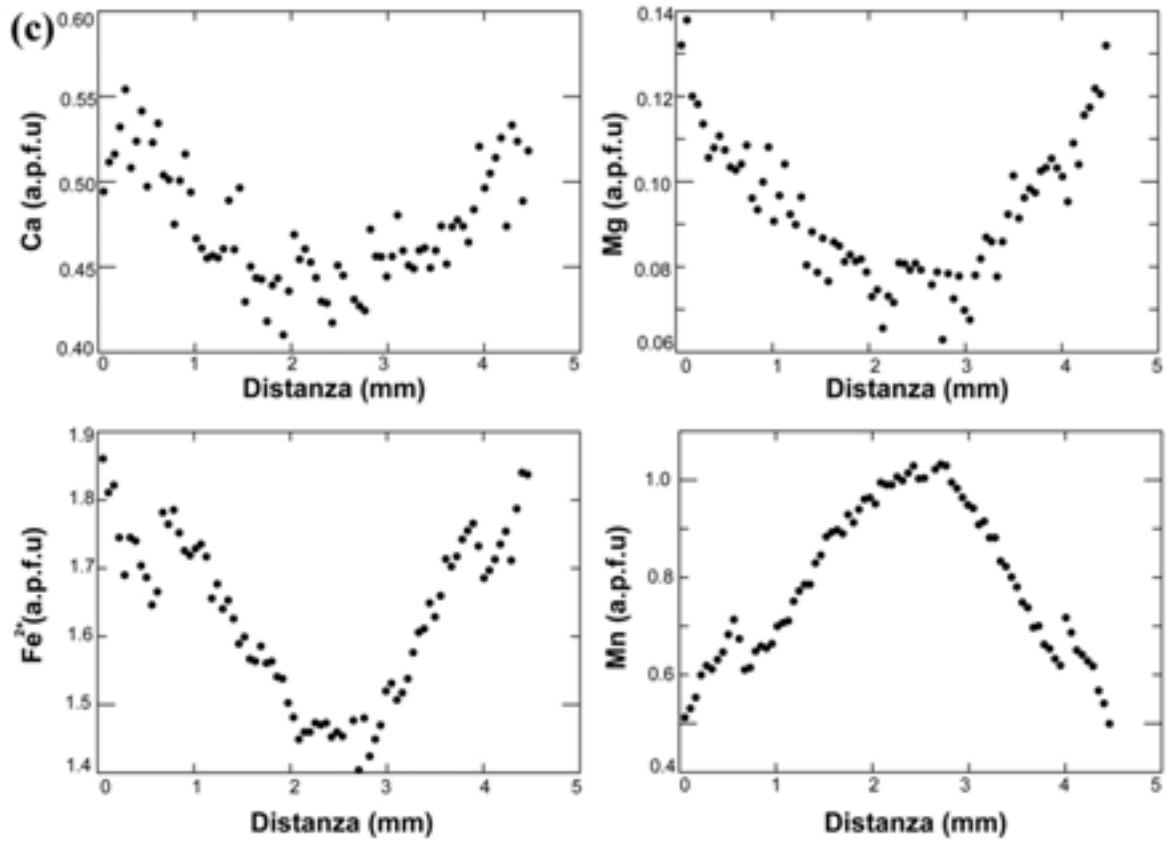 (c)
Ca (a.p.f.u)
0.60
0.55
0.50
0.45
0.40
0 1 2 3 4 5
Distanza (mm)
Mg (a.p.f.u)
0.14
0.12
0.10
0.08
0.06
0 1 2 3 4 5
Distanza (mm)
Fe²⁺(a.p.f.u)
1.9
1.8
1.7
1.6
1.5
1.4
0 1 2 3 4 5
Distanza (mm)
Mn (a.p.f.u)
1.0
0.8
0.6
0.4
0 1 2 3 4 5
Distanza (mm)